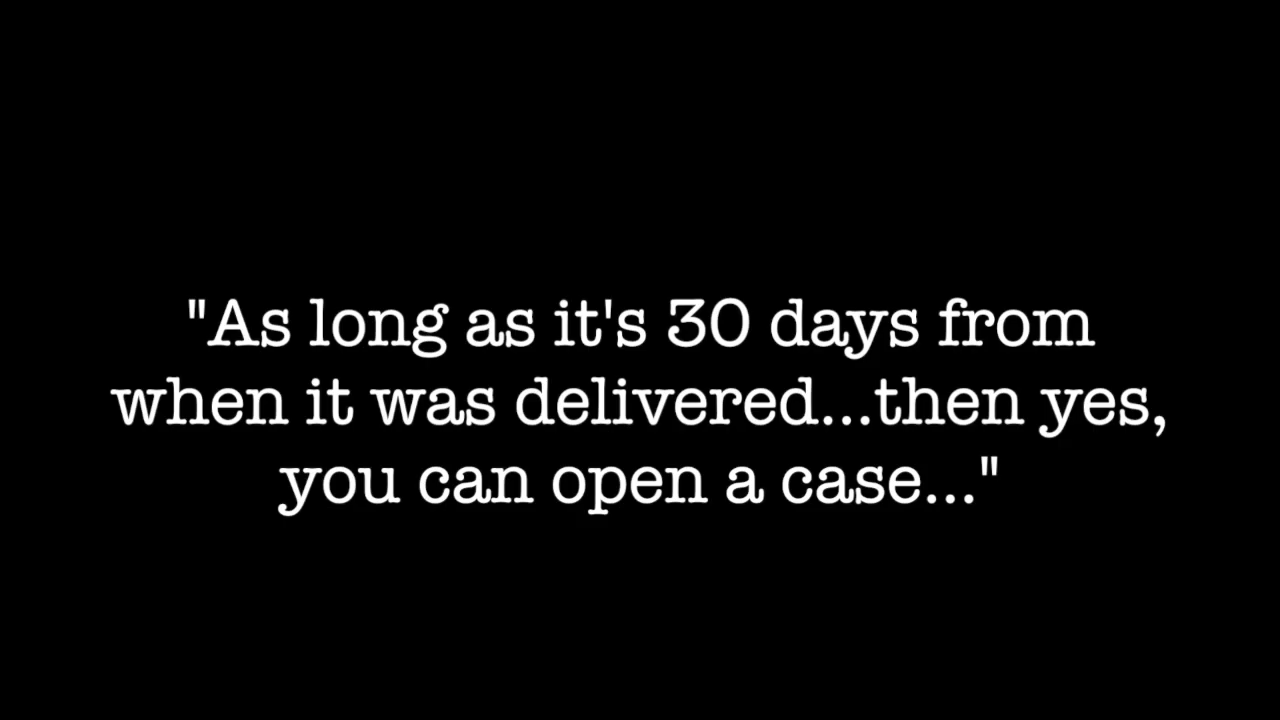 "As long as it's 30 days from
when it was delivered...then yes,
you can open a case..."